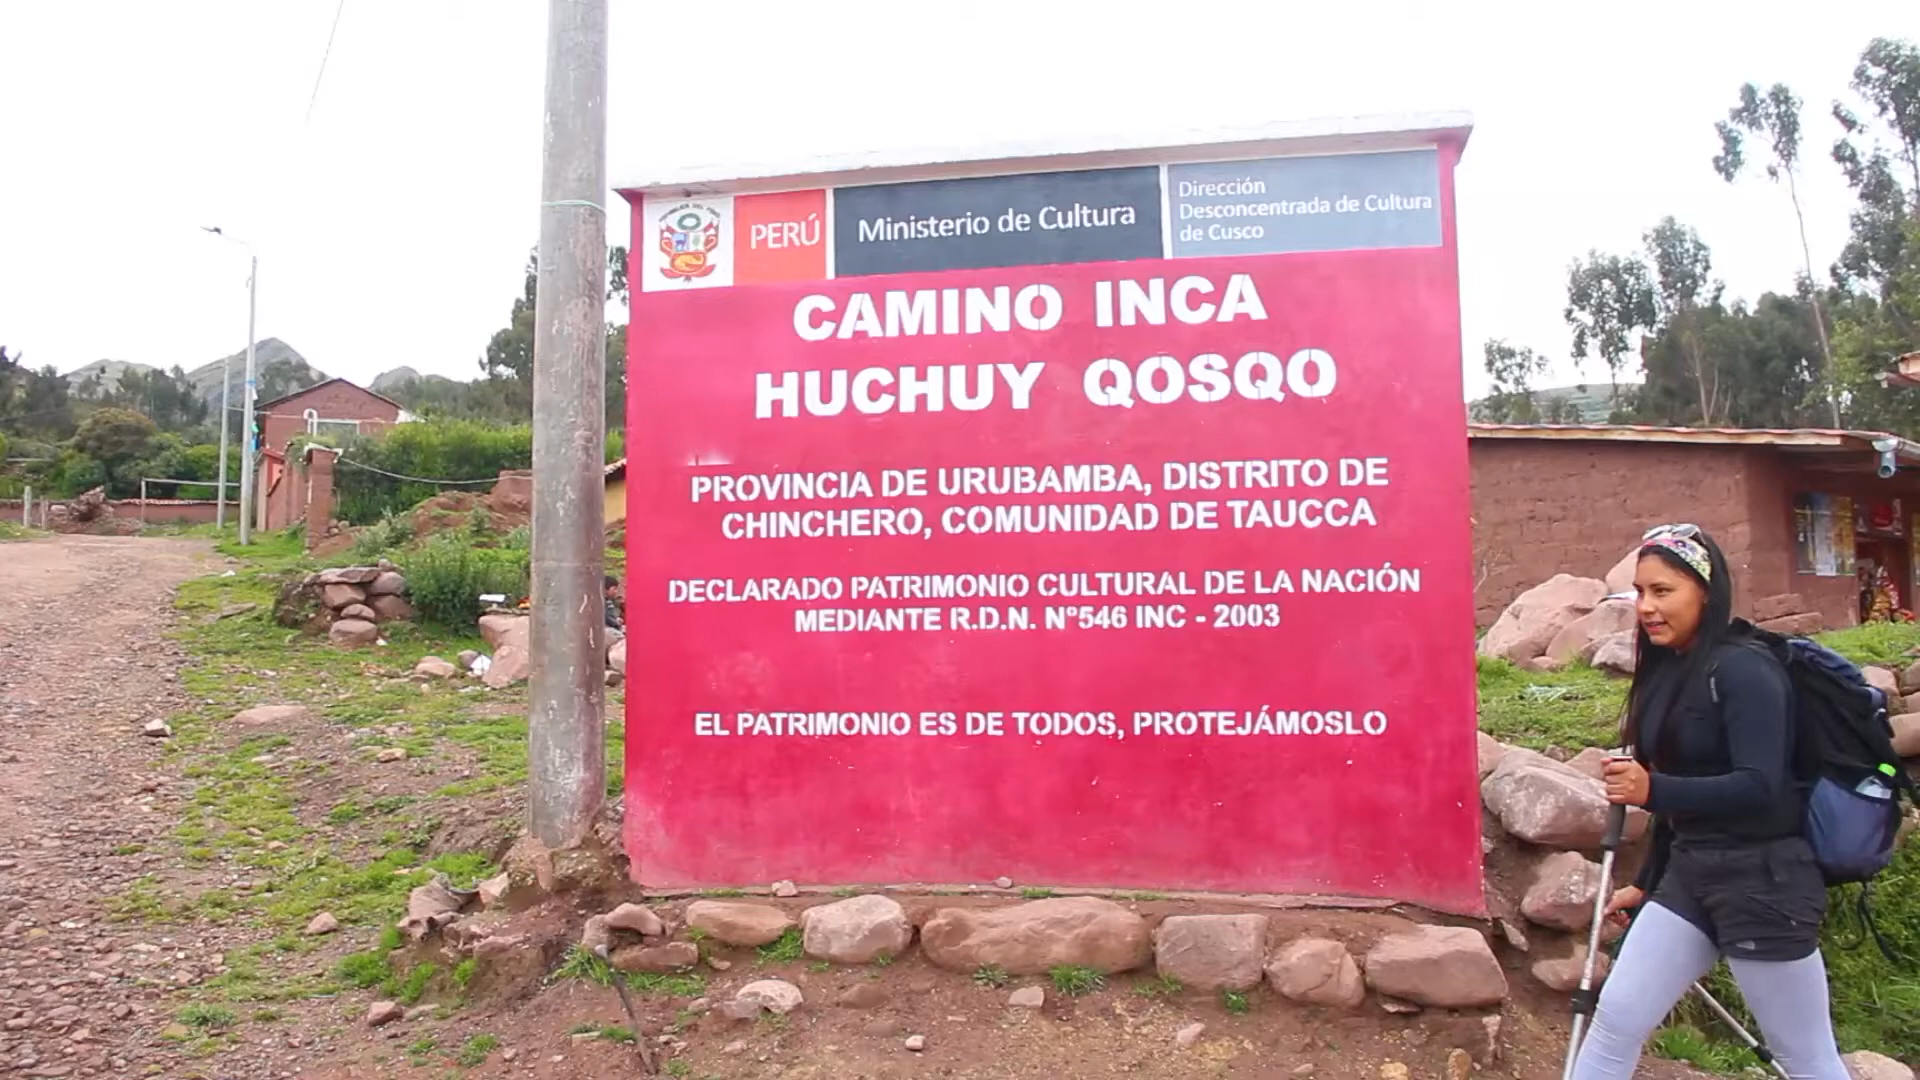 PERÚ
Ministerio de Cultura
Dirección
Desconcentrada de Cultura
de Cusco
CAMINO INCA
HUCHUY QOSQO
PROVINCIA DE URUBAMBA, DISTRITO DE
CHINCHERO, COMUNIDAD DE TAUCCA
DECLARADO PATRIMONIO CULTURAL DE LA NACIÓN
MEDIANTE R.D.N. N°546 INC - 2003
EL PATRIMONIO ES DE TODOS, PROTEJÁMOSLO